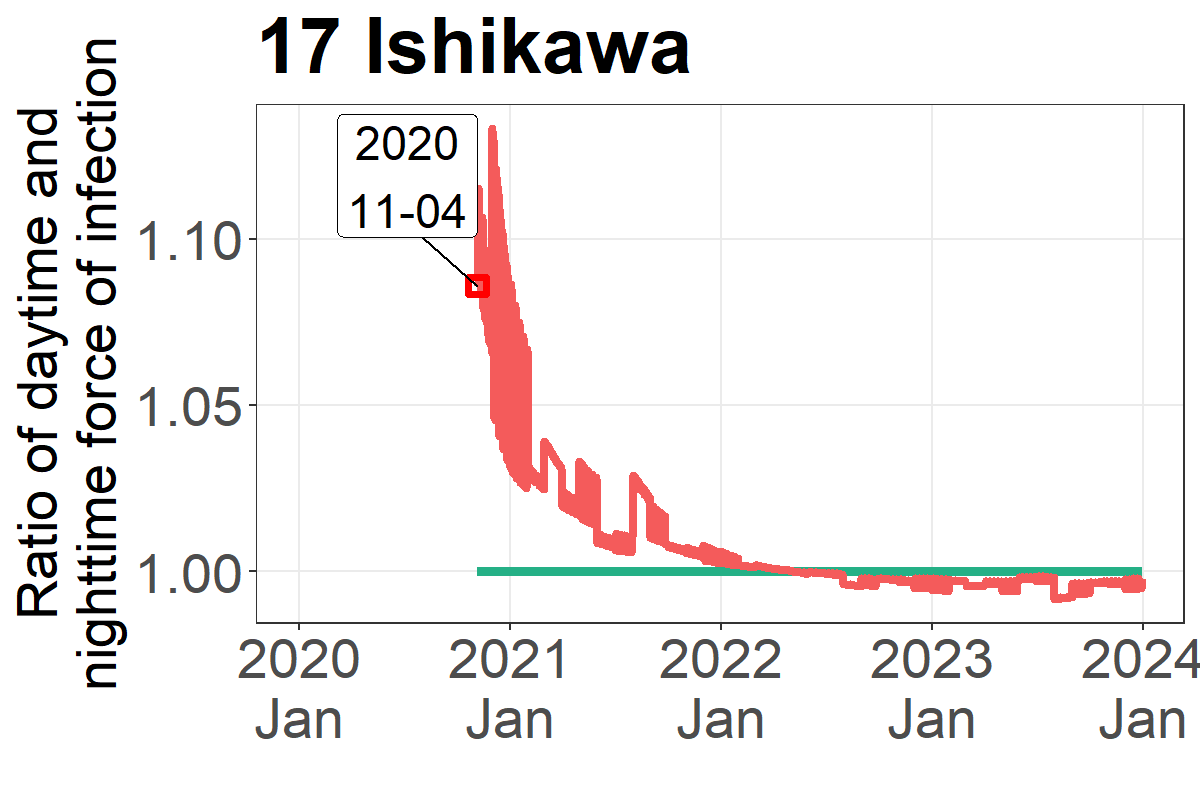 17 Ishikawa
Ratio of daytime and
nighttime force of infection
2020
11-04
1.10
1.05
1.00
2020
Jan
2021
Jan
2022
Jan
2023
Jan
2024
Jan